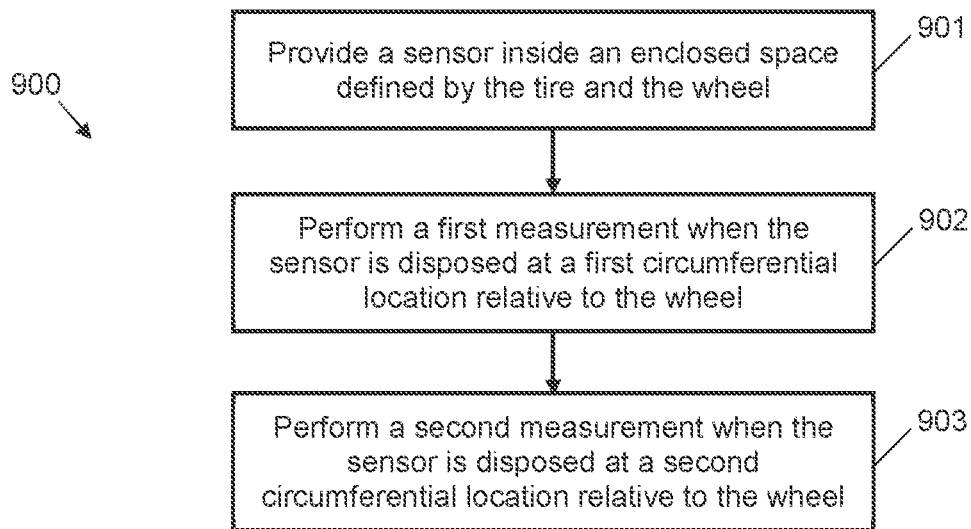 900
Provide a sensor inside an enclosed space
defined by the tire and the wheel
901
Perform a first measurement when the
sensor is disposed at a first circumferential
location relative to the wheel
902
Perform a second measurement when the
sensor is disposed at a second
circumferential location relative to the wheel
903